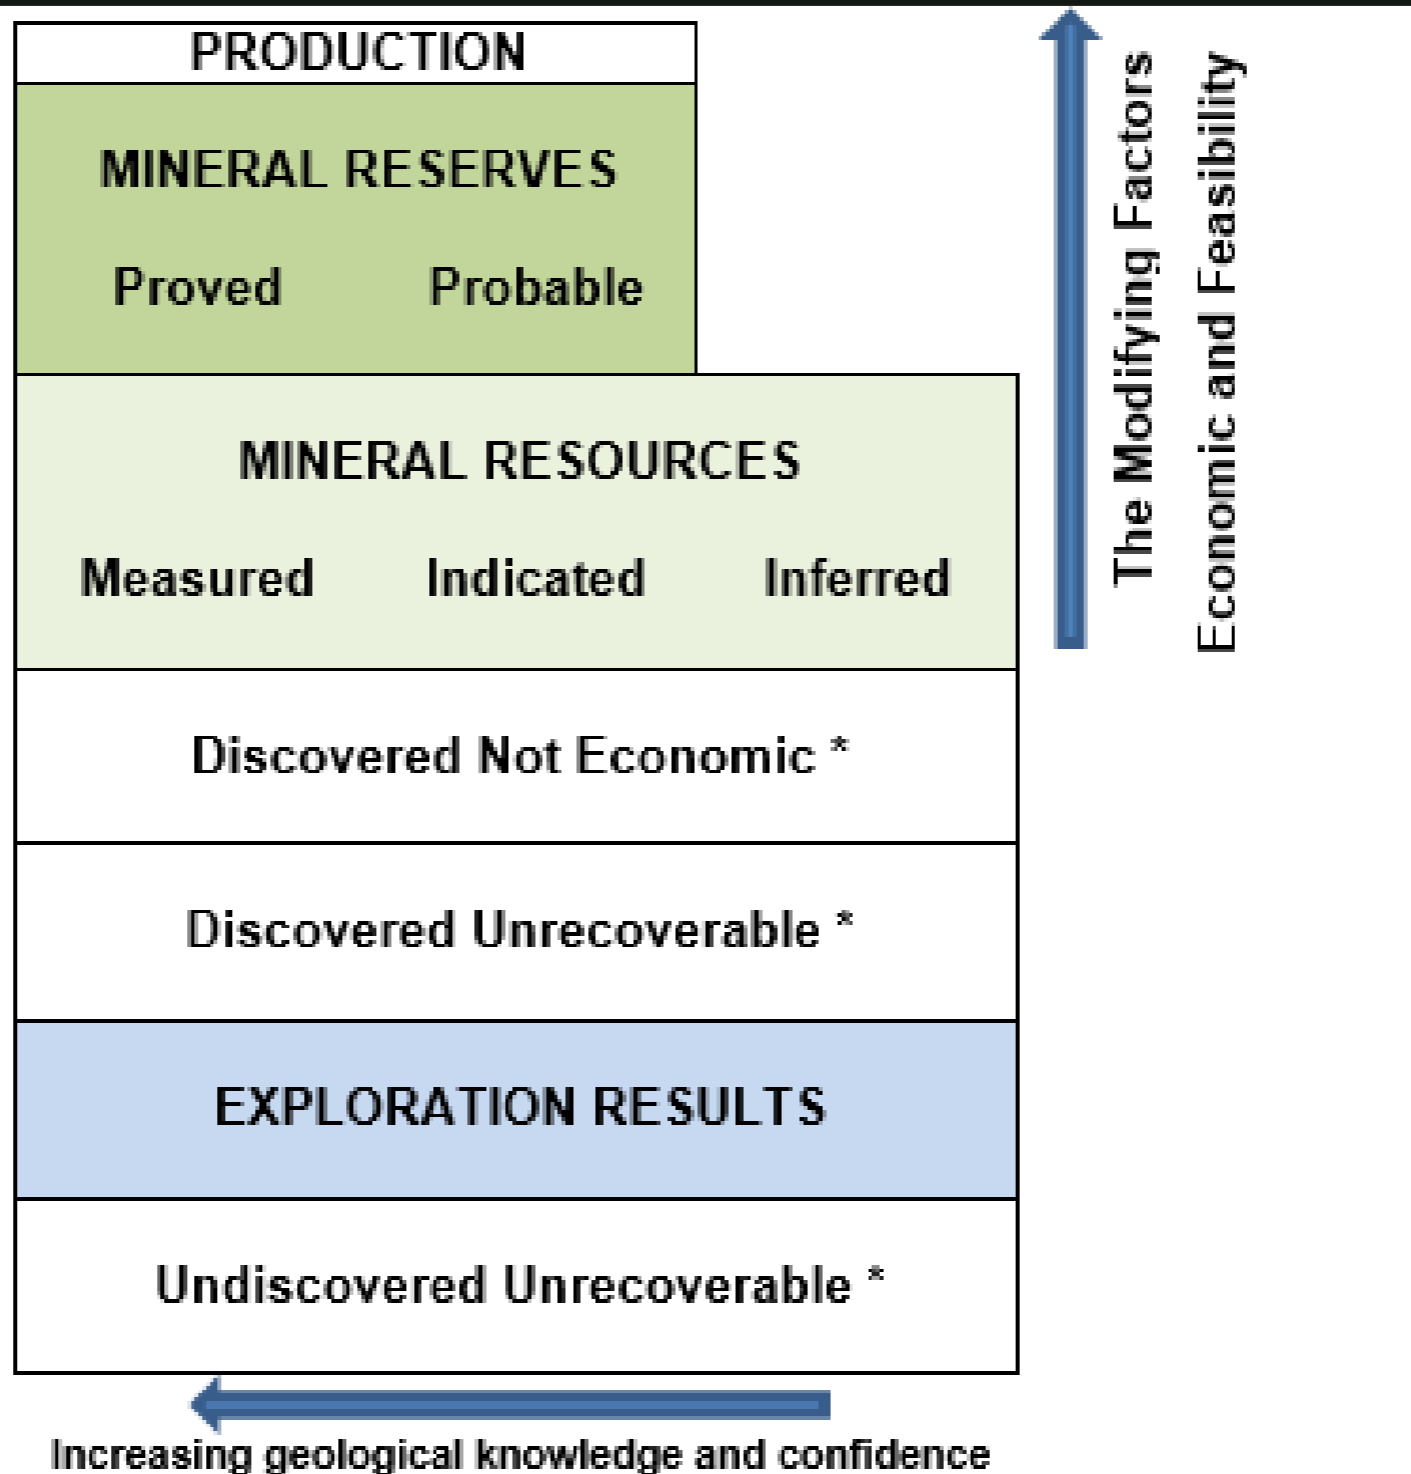 PRODUCTION
MINERAL RESERVES
Proved Probable
MINERAL RESOURCES
Measured Indicated Inferred
Discovered Not Economic *
Discovered Unrecoverable *
EXPLORATION RESULTS
Undiscovered Unrecoverable *
Increasing geological knowledge and confidence
The Modifying Factors
Economic and Feasibility